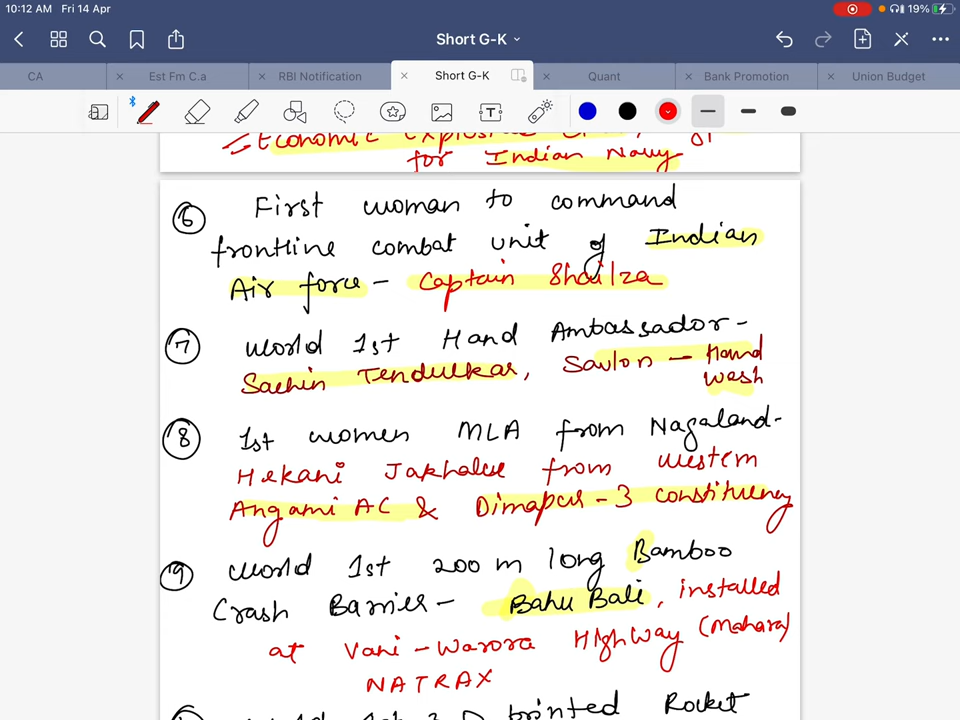 10:12 AM Fri 14 Apr
19%
Short G-K
CA
Est Fm C.a
RBI Notification
Short G-K
Quant
Bank Promotion
Union Budget
= Economic
for Indian Navy
6 First woman to command
frontline combat unit of Indian
Air force - Captain Shailza
7 World 1st Hand Ambassador -
Sachin Tendulkar, Savlon - Hand
wash
8 1st women MLA from Nagaland -
Hekani Jakhalu from western
Angami AC & Dimapur - 3 constituency
9 World 1st 200 m long Bamboo
Crash Barrier - Bahu Bali, installed
at Vani - Warora Highway (Mahara)
NATRAX
printed Rocket